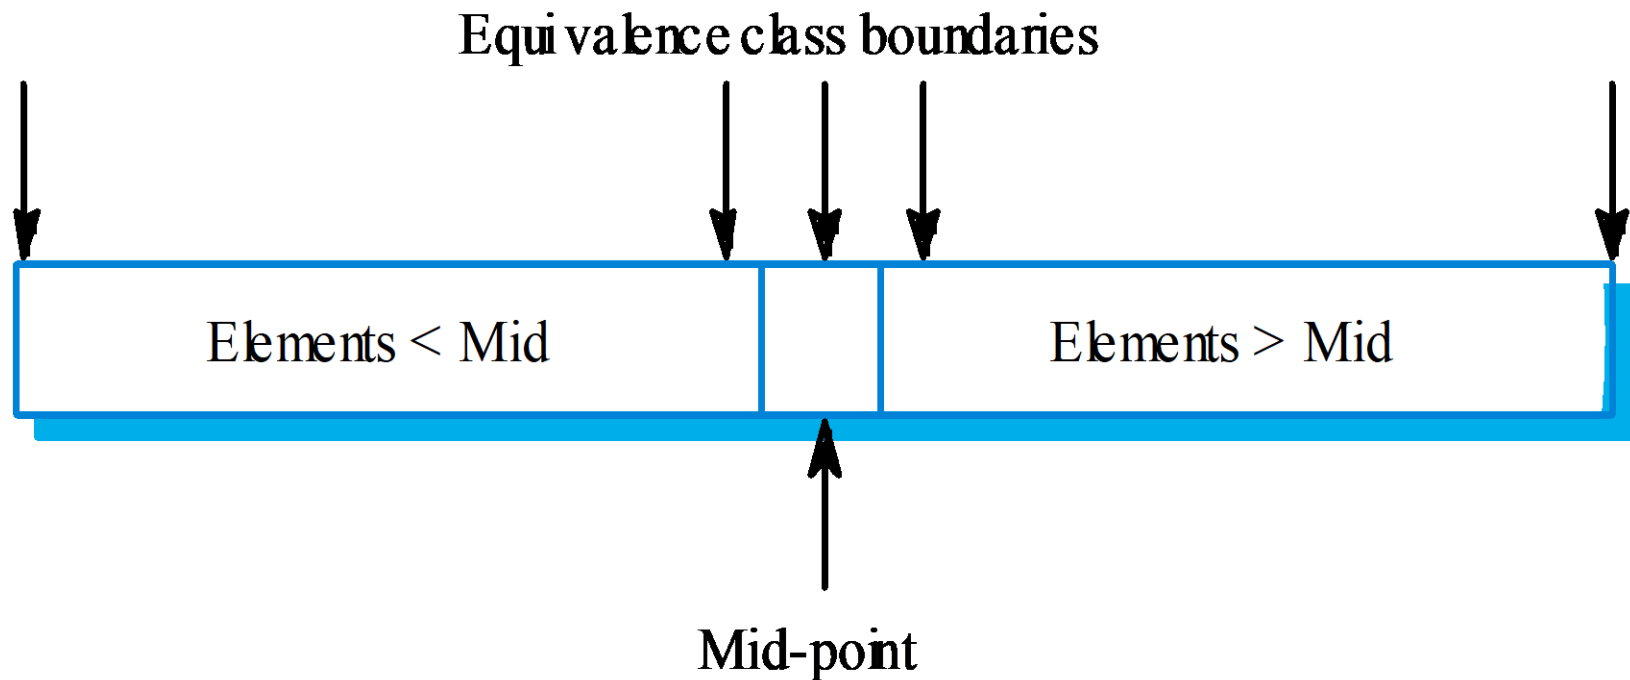 Equivalence class boundaries
Elements < Mid
Elements > Mid
Mid-point